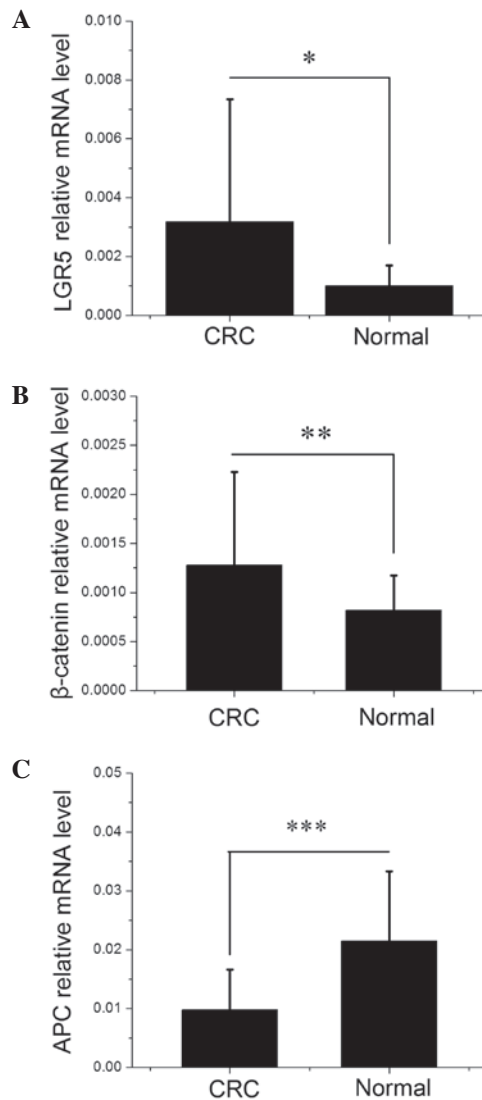 A
LGR5 relative mRNA level
0.010
0.008
0.006
0.004
0.002
0.000
*
CRC Normal
B
β-catenin relative mRNA level
0.0030
0.0025
0.0020
0.0015
0.0010
0.0005
0.0000
**
CRC Normal
C
APC relative mRNA level
0.05
0.04
0.03
0.02
0.01
0.00
***
CRC Normal